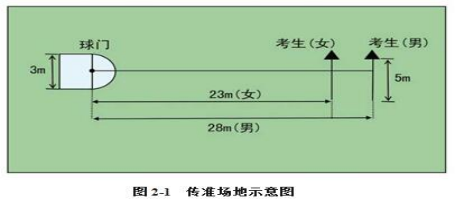 球门
考生(女) 考生(男)
3m
5m
23m(女)
28m(男)
图 2-1 传准场地示意图